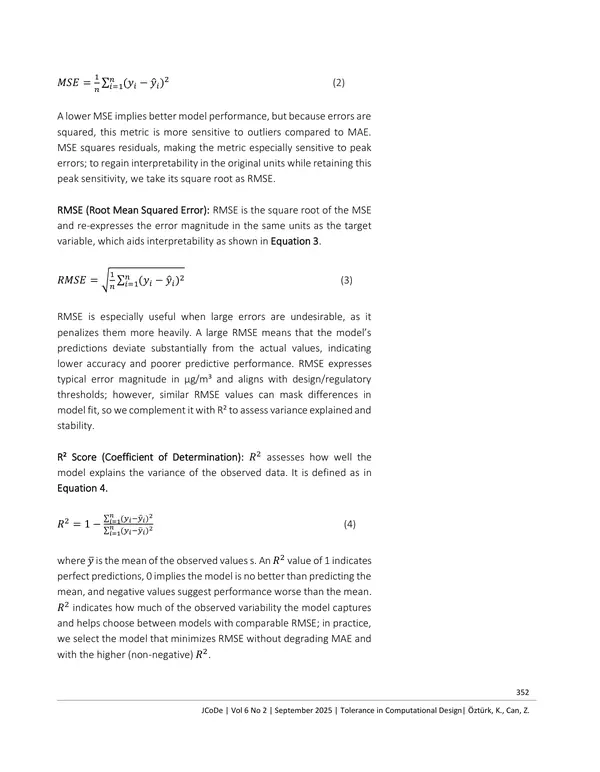 MSE = 1/n ∑ᵢ₌₁ⁿ(yᵢ − ŷᵢ)² (2)
A lower MSE implies better model performance, but because errors are
squared, this metric is more sensitive to outliers compared to MAE.
MSE squares residuals, making the metric especially sensitive to peak
errors; to regain interpretability in the original units while retaining this
peak sensitivity, we take its square root as RMSE.
RMSE (Root Mean Squared Error): RMSE is the square root of the MSE
and re-expresses the error magnitude in the same units as the target
variable, which aids interpretability as shown in Equation 3.
RMSE = √(1/n ∑ᵢ₌₁ⁿ(yᵢ − ŷᵢ)²) (3)
RMSE is especially useful when large errors are undesirable, as it
penalizes them more heavily. A large RMSE means that the model's
predictions deviate substantially from the actual values, indicating
lower accuracy and poorer predictive performance. RMSE expresses
typical error magnitude in µg/m³ and aligns with design/regulatory
thresholds; however, similar RMSE values can mask differences in
model fit, so we complement it with R² to assess variance explained and
stability.
R² Score (Coefficient of Determination): R² assesses how well the
model explains the variance of the observed data. It is defined as in
Equation 4.
R² = 1 − ∑ᵢ₌₁ⁿ(yᵢ−ŷᵢ)² / ∑ᵢ₌₁ⁿ(yᵢ−ȳᵢ)² (4)
where ȳ is the mean of the observed values s. An R² value of 1 indicates
perfect predictions, 0 implies the model is no better than predicting the
mean, and negative values suggest performance worse than the mean.
R² indicates how much of the observed variability the model captures
and helps choose between models with comparable RMSE; in practice,
we select the model that minimizes RMSE without degrading MAE and
with the higher (non-negative) R².
352
JCoDe | Vol 6 No 2 | September 2025 | Tolerance in Computational Design| Öztürk, K., Can, Z.